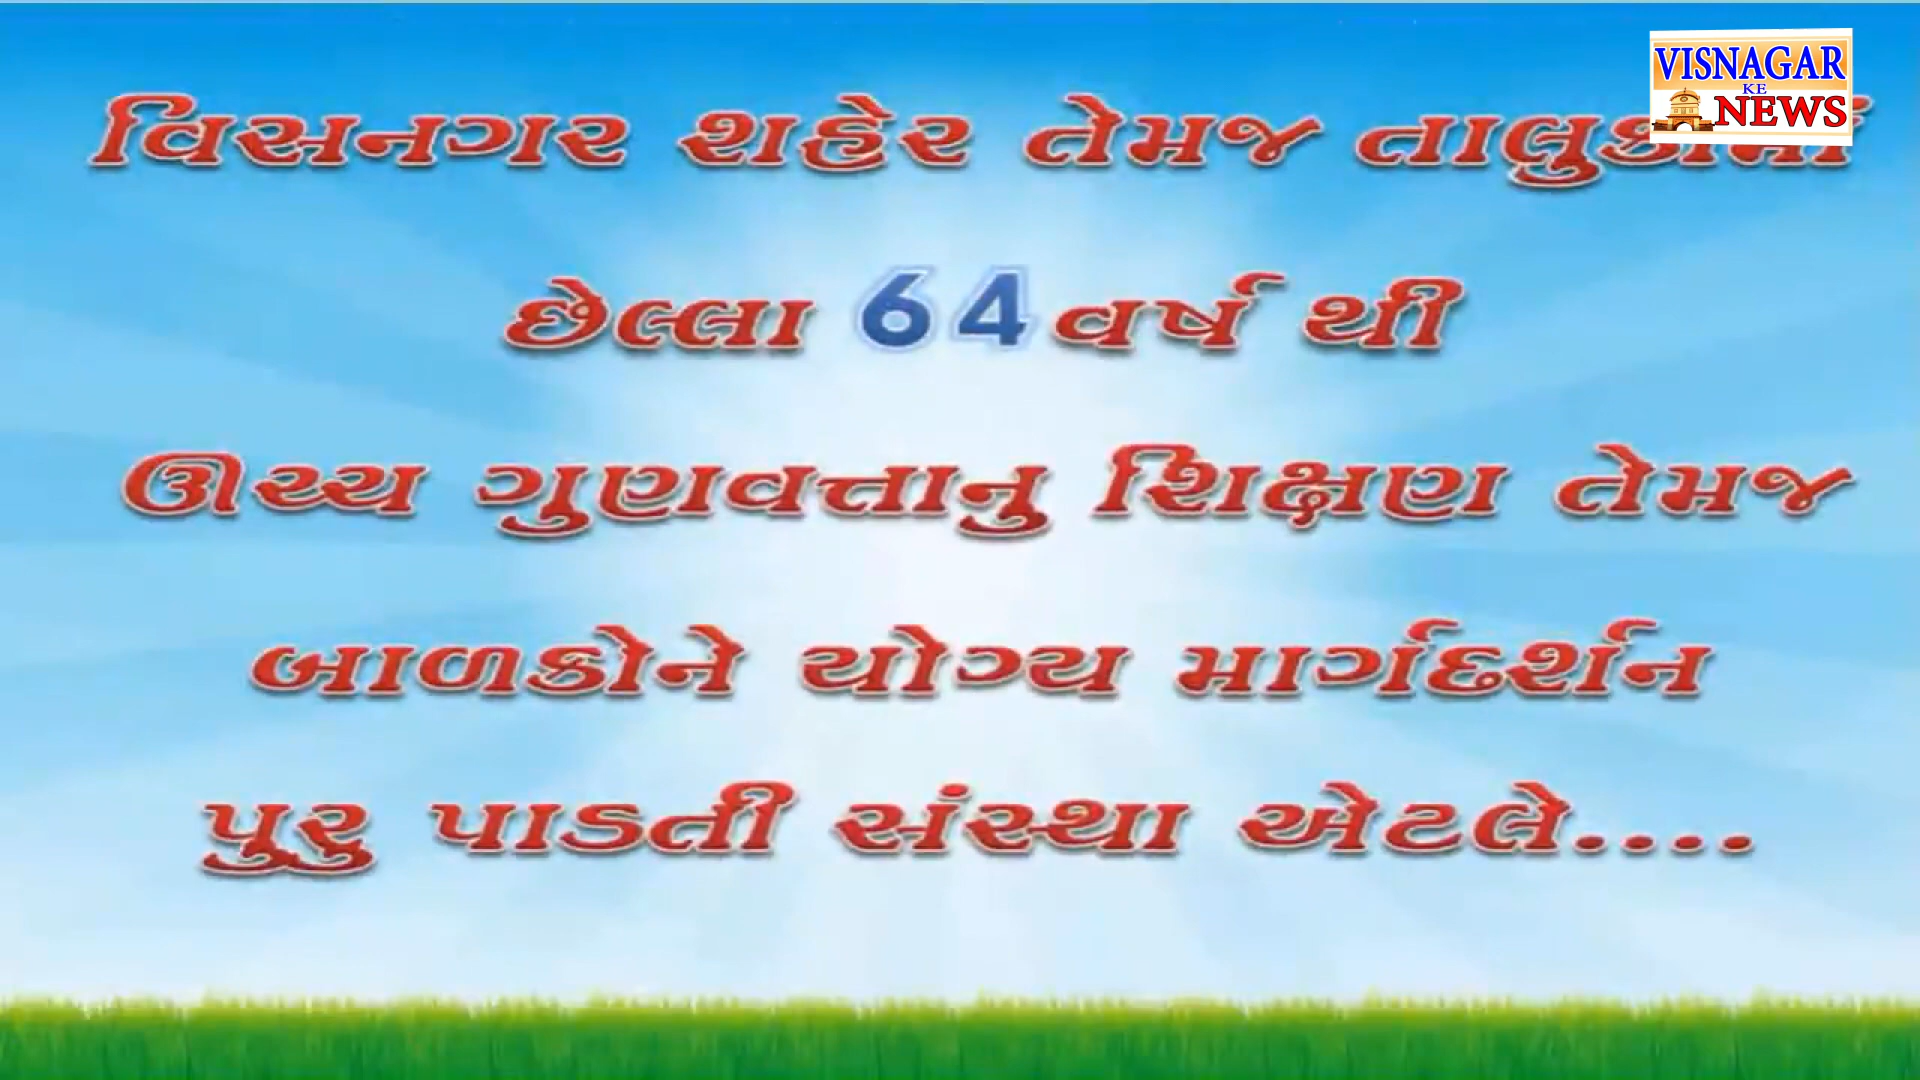 VISNAGAR
KE
NEWS
વિસનગર શહેર તેમજ તાલુકામાં
છેલ્લા 64 વર્ષ થી
ઊચ્ચ ગુણવત્તાનુ શિક્ષણ તેમજ
બાળકોને યોગ્ય માર્ગદર્શન
પુરુ પાડતી સંસ્થા એટલે....